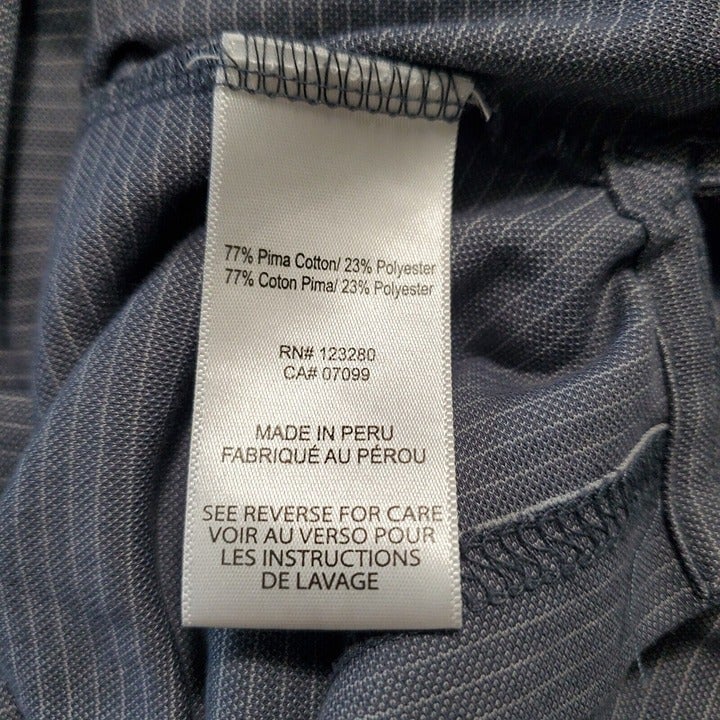 77% Pima Cotton/ 23% Polyester
77% Coton Pima/ 23% Polyester
RN# 123280
CA# 07099
MADE IN PERU
FABRIQUÉ AU PÉROU
SEE REVERSE FOR CARE
VOIR AU VERSO POUR
LES INSTRUCTIONS
DE LAVAGE